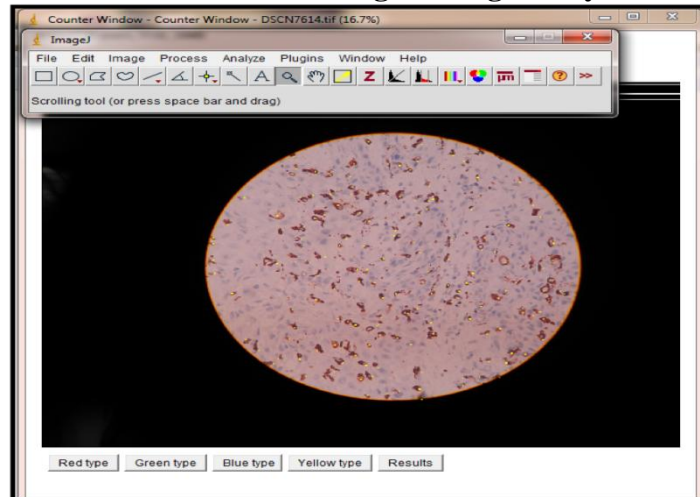 Counter Window - Counter Window - DSCN7614.tif (16.7%)
ImageJ
File Edit Image Process Analyze Plugins Window Help
A Z µm ? >>
Scrolling tool (or press space bar and drag)
Red type Green type Blue type Yellow type Results